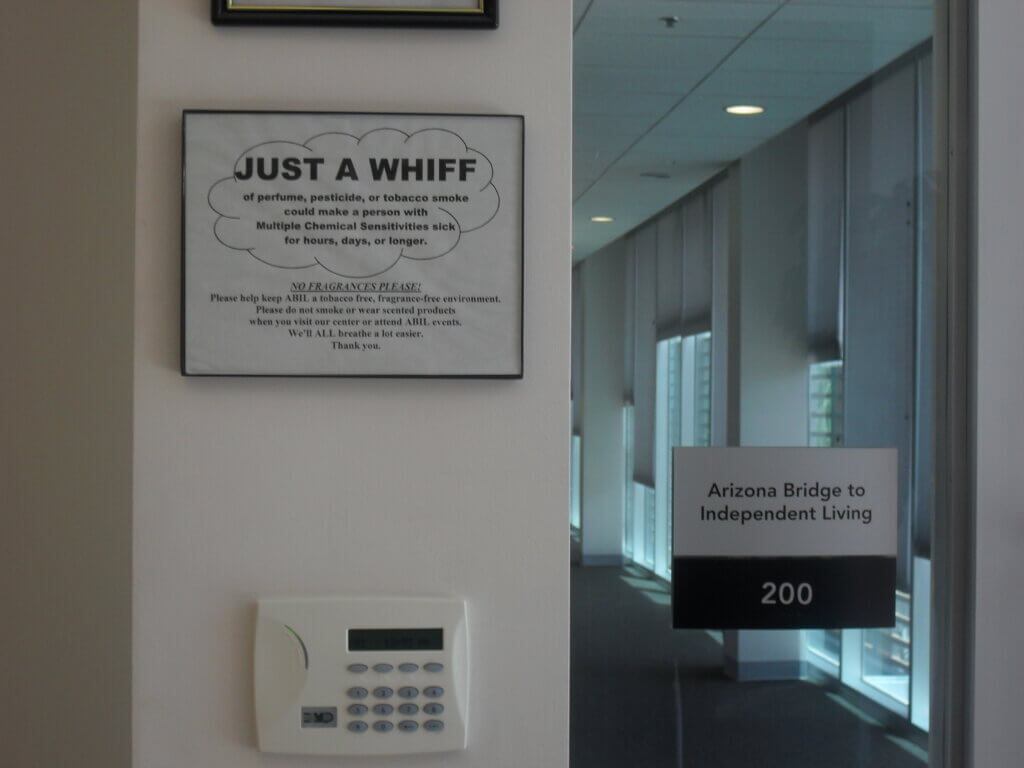 JUST A WHIFF
of perfume, pesticide, or tobacco smoke
could make a person with
Multiple Chemical Sensitivities sick
for hours, days, or longer.
NO FRAGRANCES PLEASE!
Please help keep ABIL a tobacco free, fragrance-free environment.
Please do not smoke or wear scented products
when you visit our center or attend ABIL events.
We'll ALL breathe a lot easier.
Thank you.
Arizona Bridge to
Independent Living
200